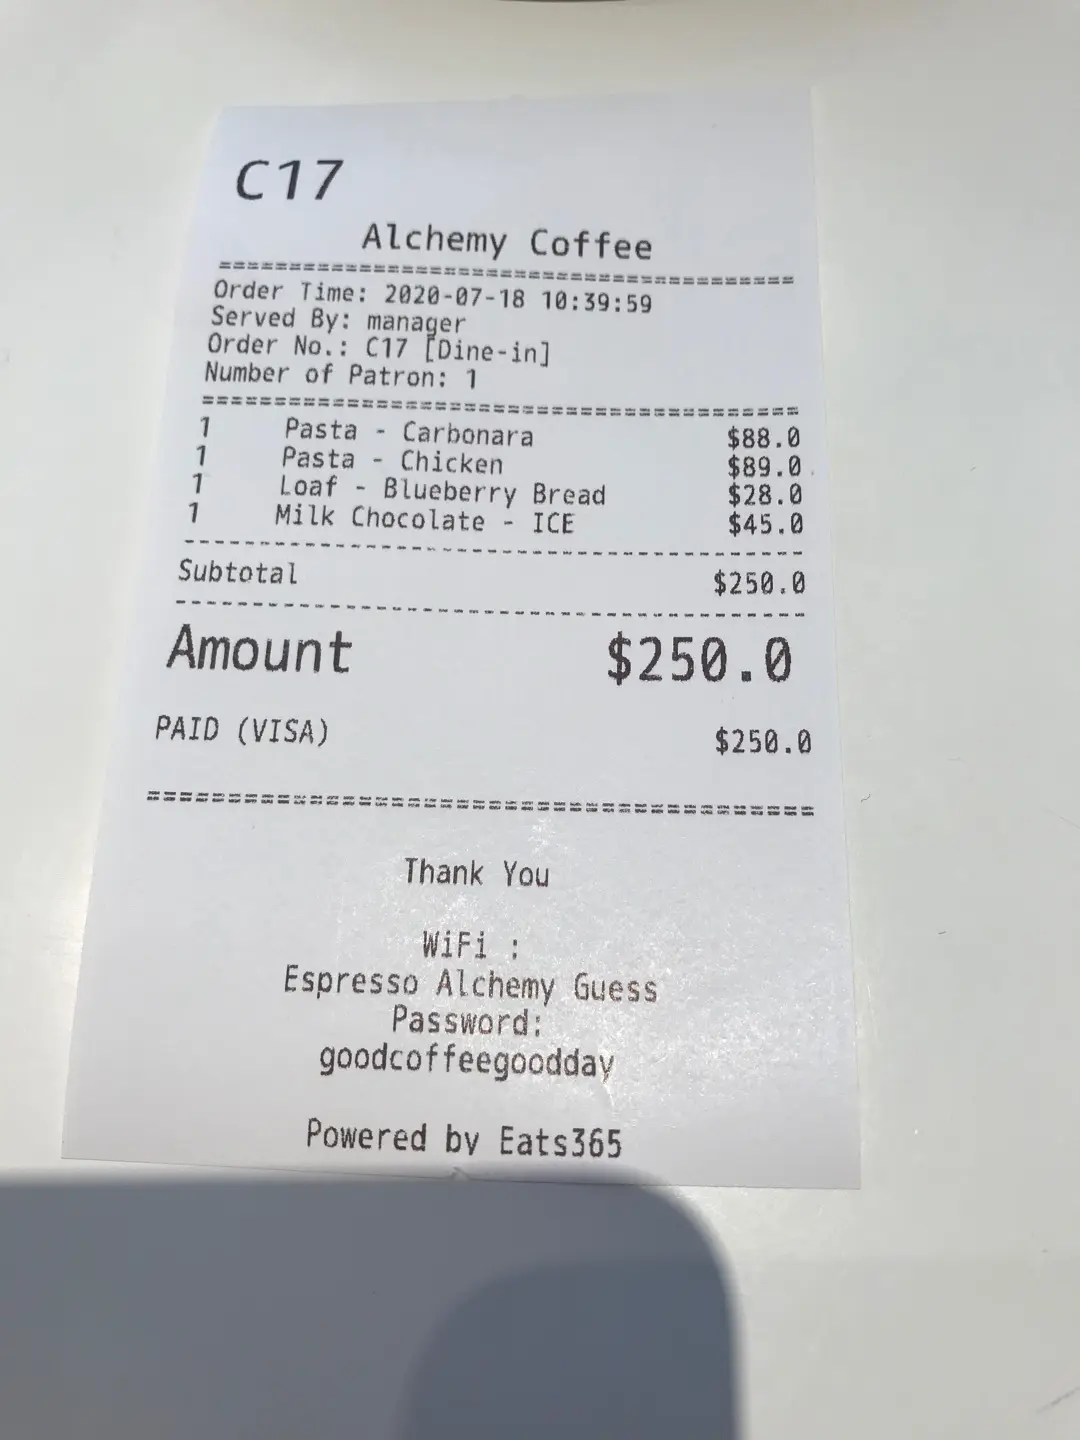 C17
Alchemy Coffee
========================================
Order Time: 2020-07-18 10:39:59
Served By: manager
Order No.: C17 [Dine-in]
Number of Patron: 1
========================================
1 Pasta - Carbonara $88.0
1 Pasta - Chicken $89.0
1 Loaf - Blueberry Bread $28.0
1 Milk Chocolate - ICE $45.0
----------------------------------------
Subtotal $250.0
----------------------------------------
Amount $250.0
PAID (VISA) $250.0
========================================
Thank You
WiFi :
Espresso Alchemy Guess
Password:
goodcoffeegoodday
Powered by Eats365